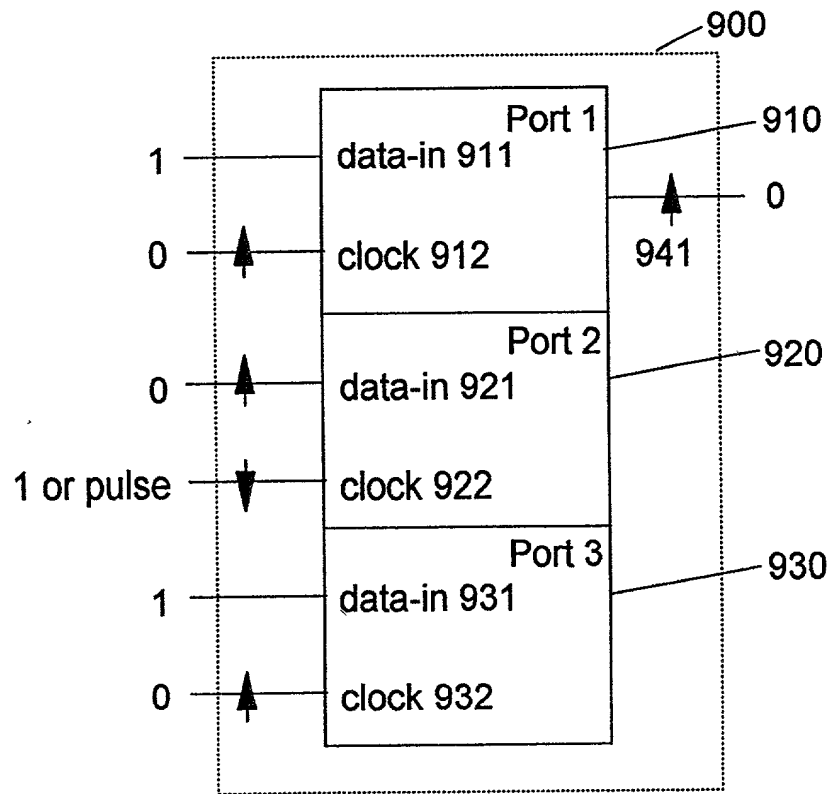 900
Port 1
910
1
data-in 911
0
0
clock 912
941
Port 2
920
0
data-in 921
1 or pulse
clock 922
Port 3
930
1
data-in 931
0
clock 932